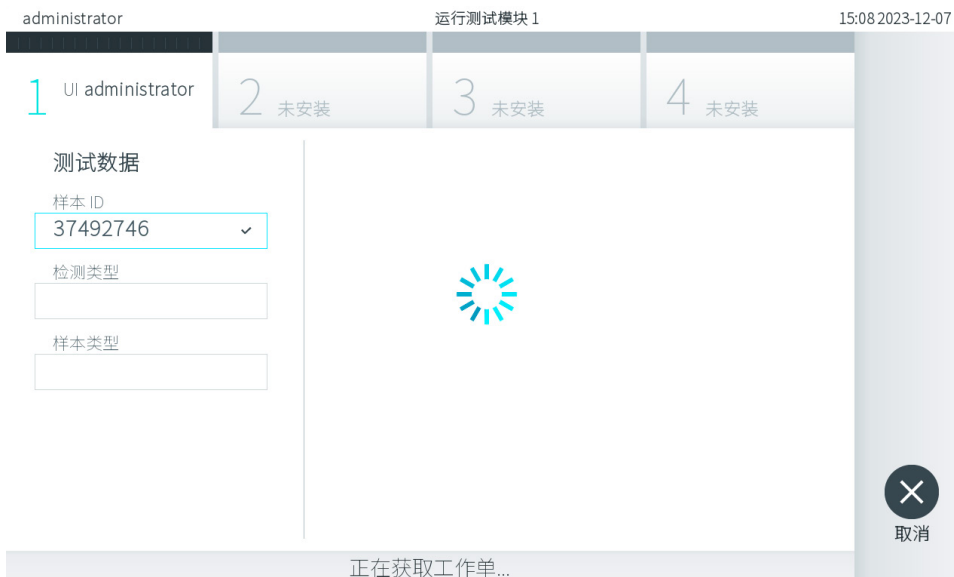 administrator 运行测试模块 1 15:08 2023-12-07
1 UI administrator 2 未安装 3 未安装 4 未安装
测试数据
样本 ID
37492746
检测类型
样本类型
取消
正在获取工作单...